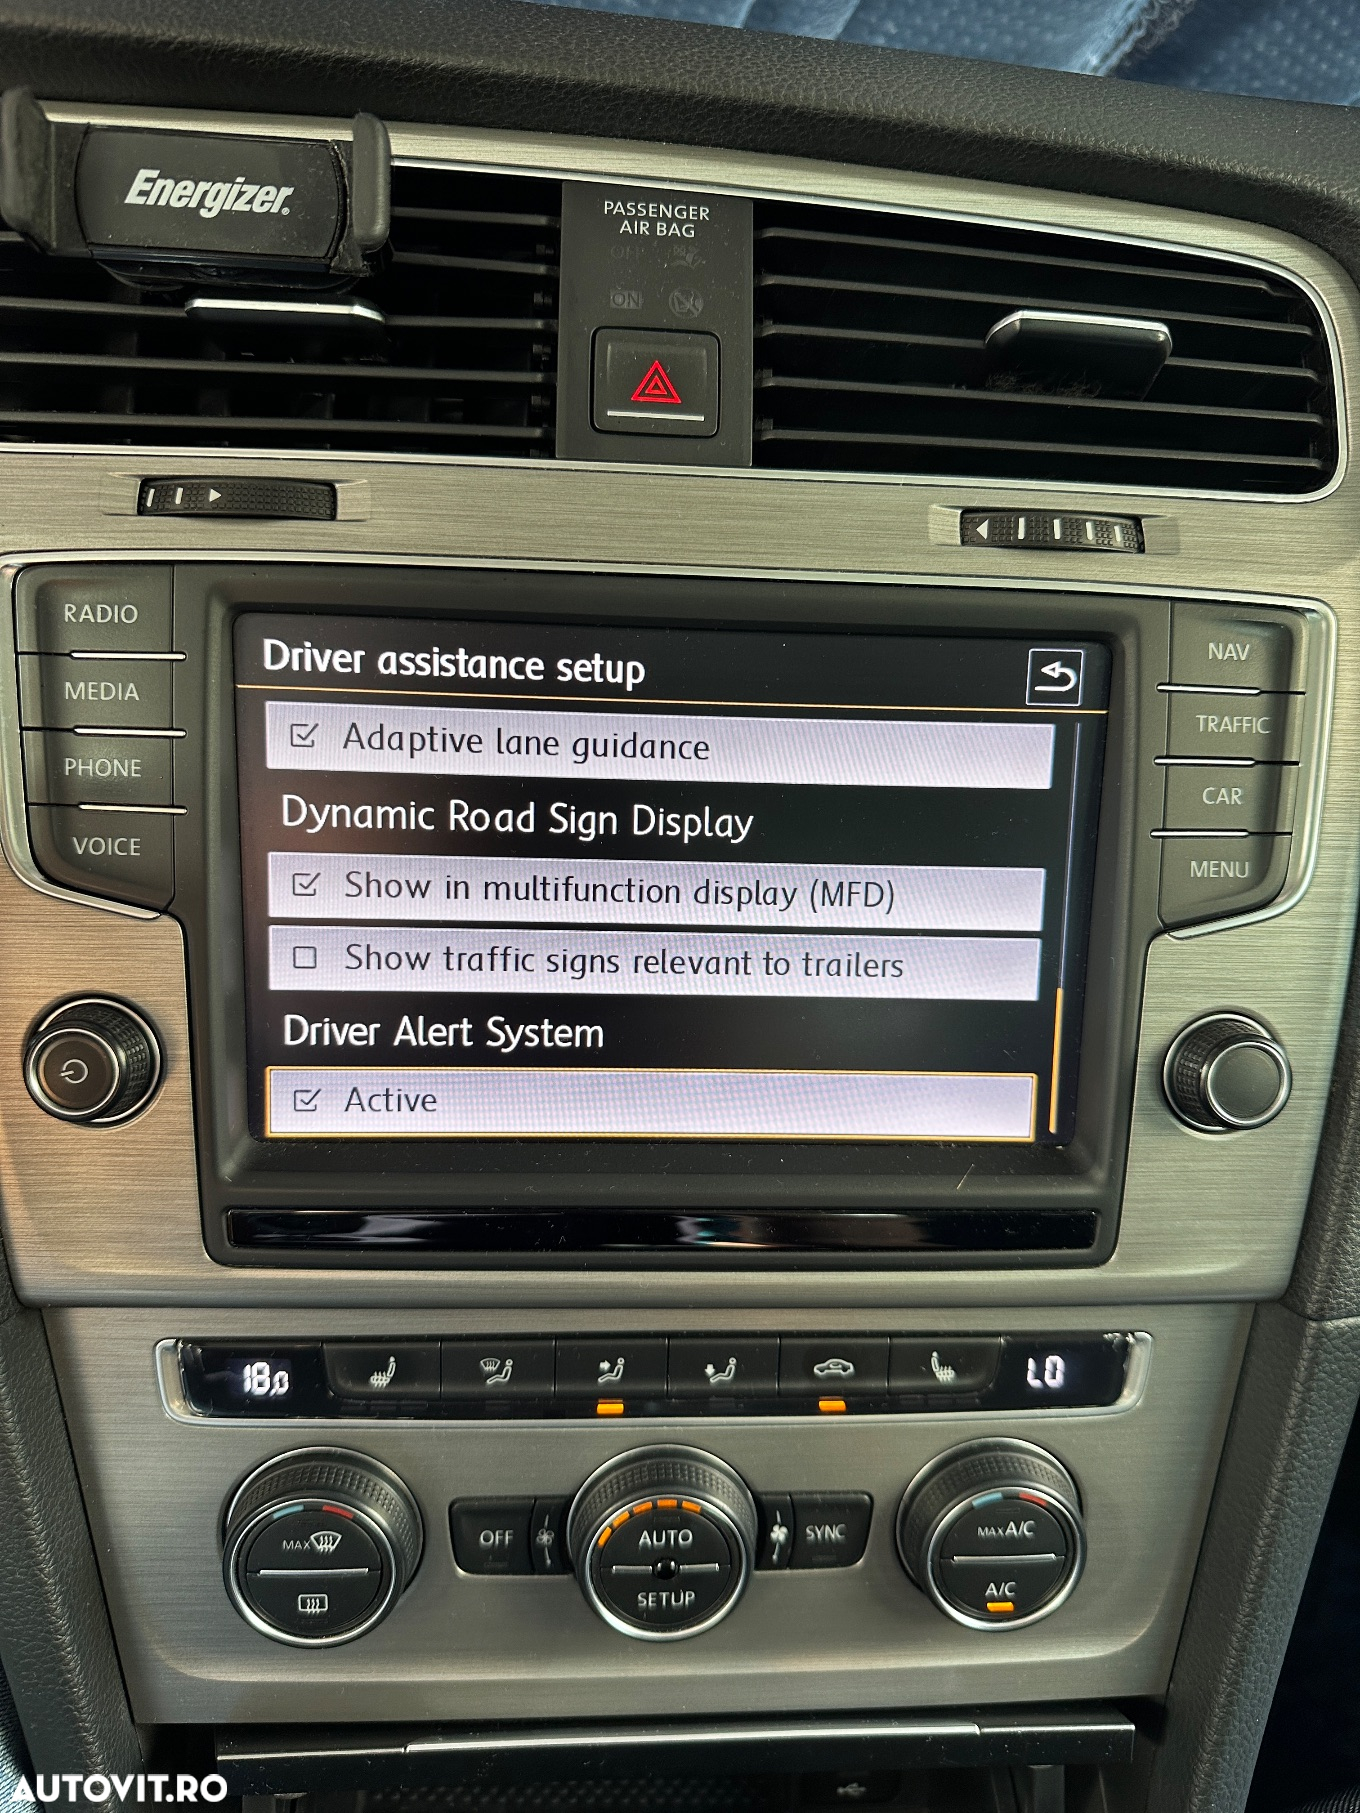 Energizer
PASSENGER
AIR BAG
OFF
ON
RADIO
MEDIA
PHONE
VOICE
NAV
TRAFFIC
CAR
MENU
Driver assistance setup
Adaptive lane guidance
Dynamic Road Sign Display
Show in multifunction display (MFD)
Show traffic signs relevant to trailers
Driver Alert System
Active
18.0
LO
MAX
OFF
AUTO
SETUP
SYNC
MAX A/C
A/C
AUTOVIT.RO